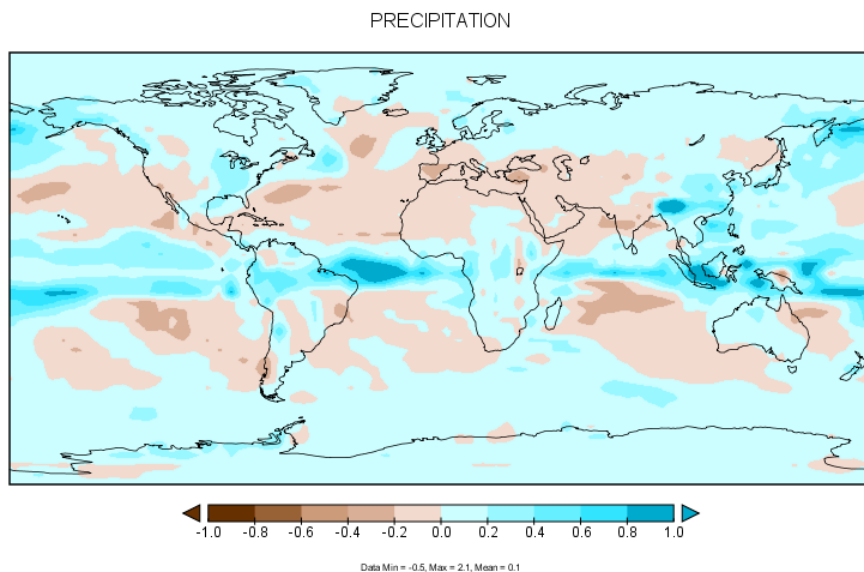 PRECIPITATION
-1.0 -0.8 -0.6 -0.4 -0.2 0.0 0.2 0.4 0.6 0.8 1.0
Data Min = -0.5, Max = 2.1, Mean = 0.1